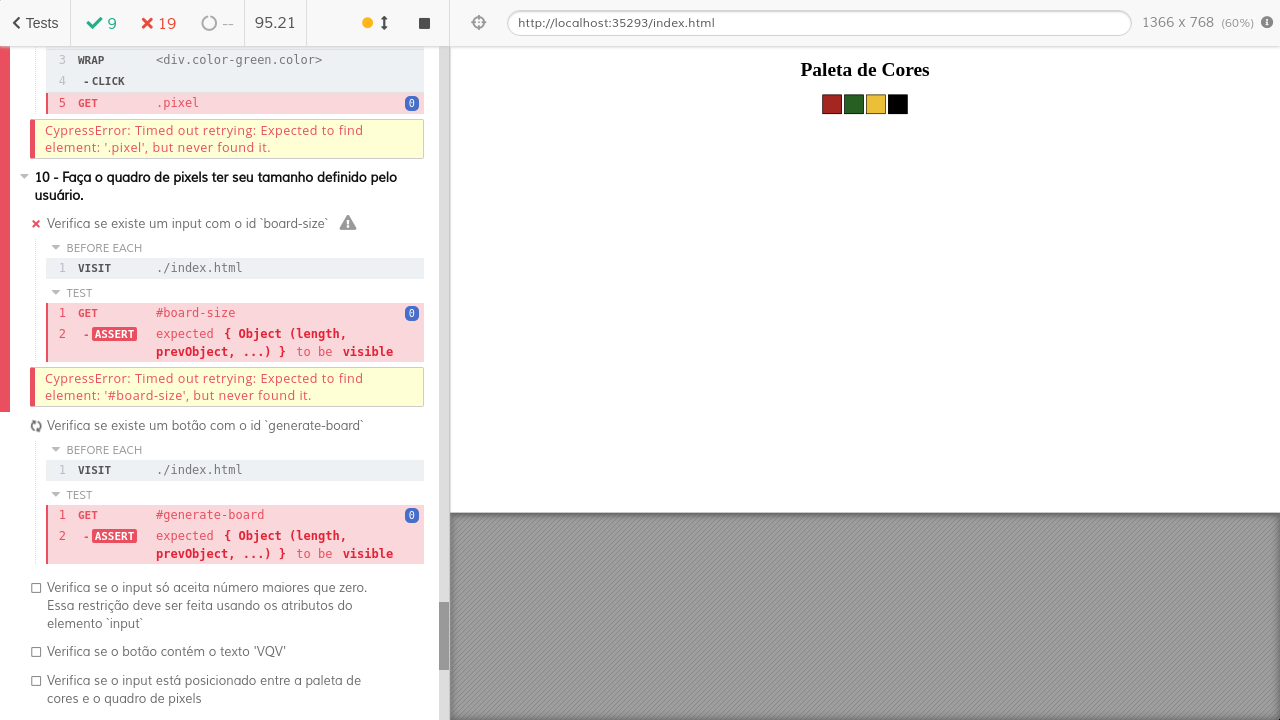 Tests 9 19 -- 95.21 http://localhost:35293/index.html 1366 x 768 (60%)
3 WRAP <div.color-green.color>
4 -CLICK
5 GET .pixel 0
CypressError: Timed out retrying: Expected to find
element: '.pixel', but never found it.
10 - Faça o quadro de pixels ter seu tamanho definido pelo
usuário.
Verifica se existe um input com o id `board-size`
BEFORE EACH
1 VISIT ./index.html
TEST
1 GET #board-size 0
2 -ASSERT expected { Object (length,
prevObject, ...) } to be visible
CypressError: Timed out retrying: Expected to find
element: '#board-size', but never found it.
Verifica se existe um botão com o id `generate-board`
BEFORE EACH
1 VISIT ./index.html
TEST
1 GET #generate-board 0
2 -ASSERT expected { Object (length,
prevObject, ...) } to be visible
Verifica se o input só aceita número maiores que zero.
Essa restrição deve ser feita usando os atributos do
elemento `input`
Verifica se o botão contém o texto 'VQV'
Verifica se o input está posicionado entre a paleta de
cores e o quadro de pixels
Paleta de Cores